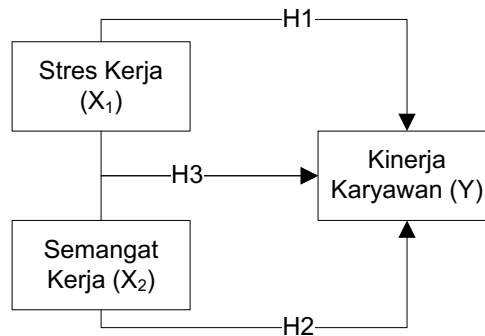 H1
Stres Kerja
(X₁)
Kinerja
Karyawan (Y)
H3
Semangat
Kerja (X₂)
H2